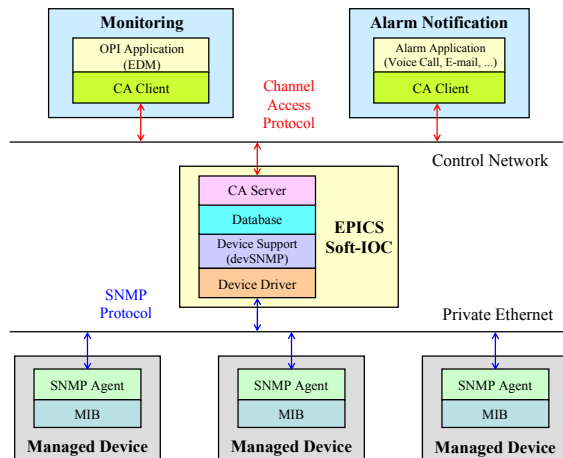 Monitoring
OPI Application
(EDM)
CA Client
Alarm Notification
Alarm Application
(Voice Call, E-mail, ...)
CA Client
Channel
Access
Protocol
Control Network
CA Server
Database
Device Support
(devSNMP)
Device Driver
EPICS
Soft-IOC
SNMP
Protocol
Private Ethernet
SNMP Agent
MIB
Managed Device
SNMP Agent
MIB
Managed Device
SNMP Agent
MIB
Managed Device